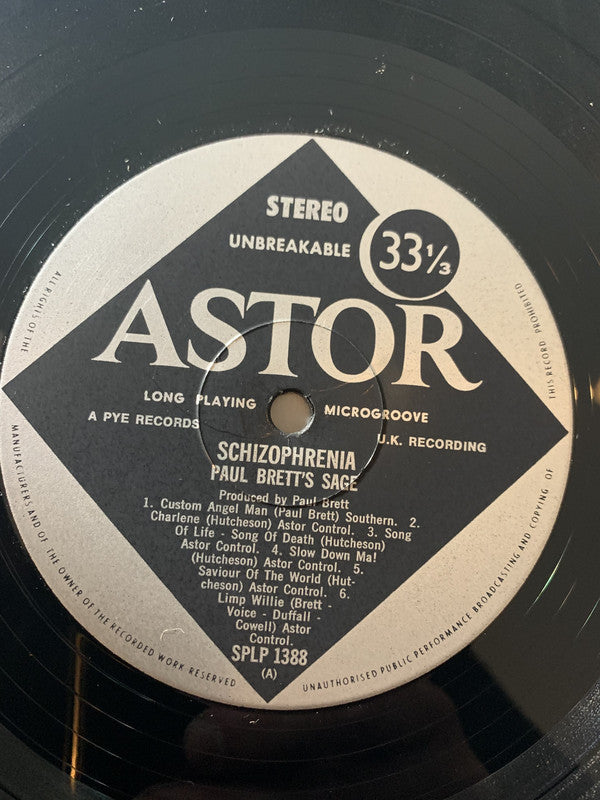 STEREO
UNBREAKABLE
33⅓
ASTOR
LONG PLAYING
MICROGROOVE
A PYE RECORDS
U.K. RECORDING
SCHIZOPHRENIA
PAUL BRETT'S SAGE
Produced by Paul Brett
1. Custom Angel Man (Paul Brett) Southern. 2.
Charlene (Hutcheson) Astor Control. 3. Song
Of Life - Song Of Death (Hutcheson)
Astor Control. 4. Slow Down Ma!
(Hutcheson) Astor Control. 5.
Saviour Of The World (Hut-
cheson) Astor Control. 6.
Limp Willie (Brett -
Voice - Duffall -
Cowell) Astor
Control.
SPLP 1388
(A)
ALL RIGHTS OF THE
MANUFACTURERS AND OF THE OWNER OF THE RECORDED WORK RESERVED
UNAUTHORISED PUBLIC PERFORMANCE BROADCASTING AND COPYING OF
THIS RECORD PROHIBITED